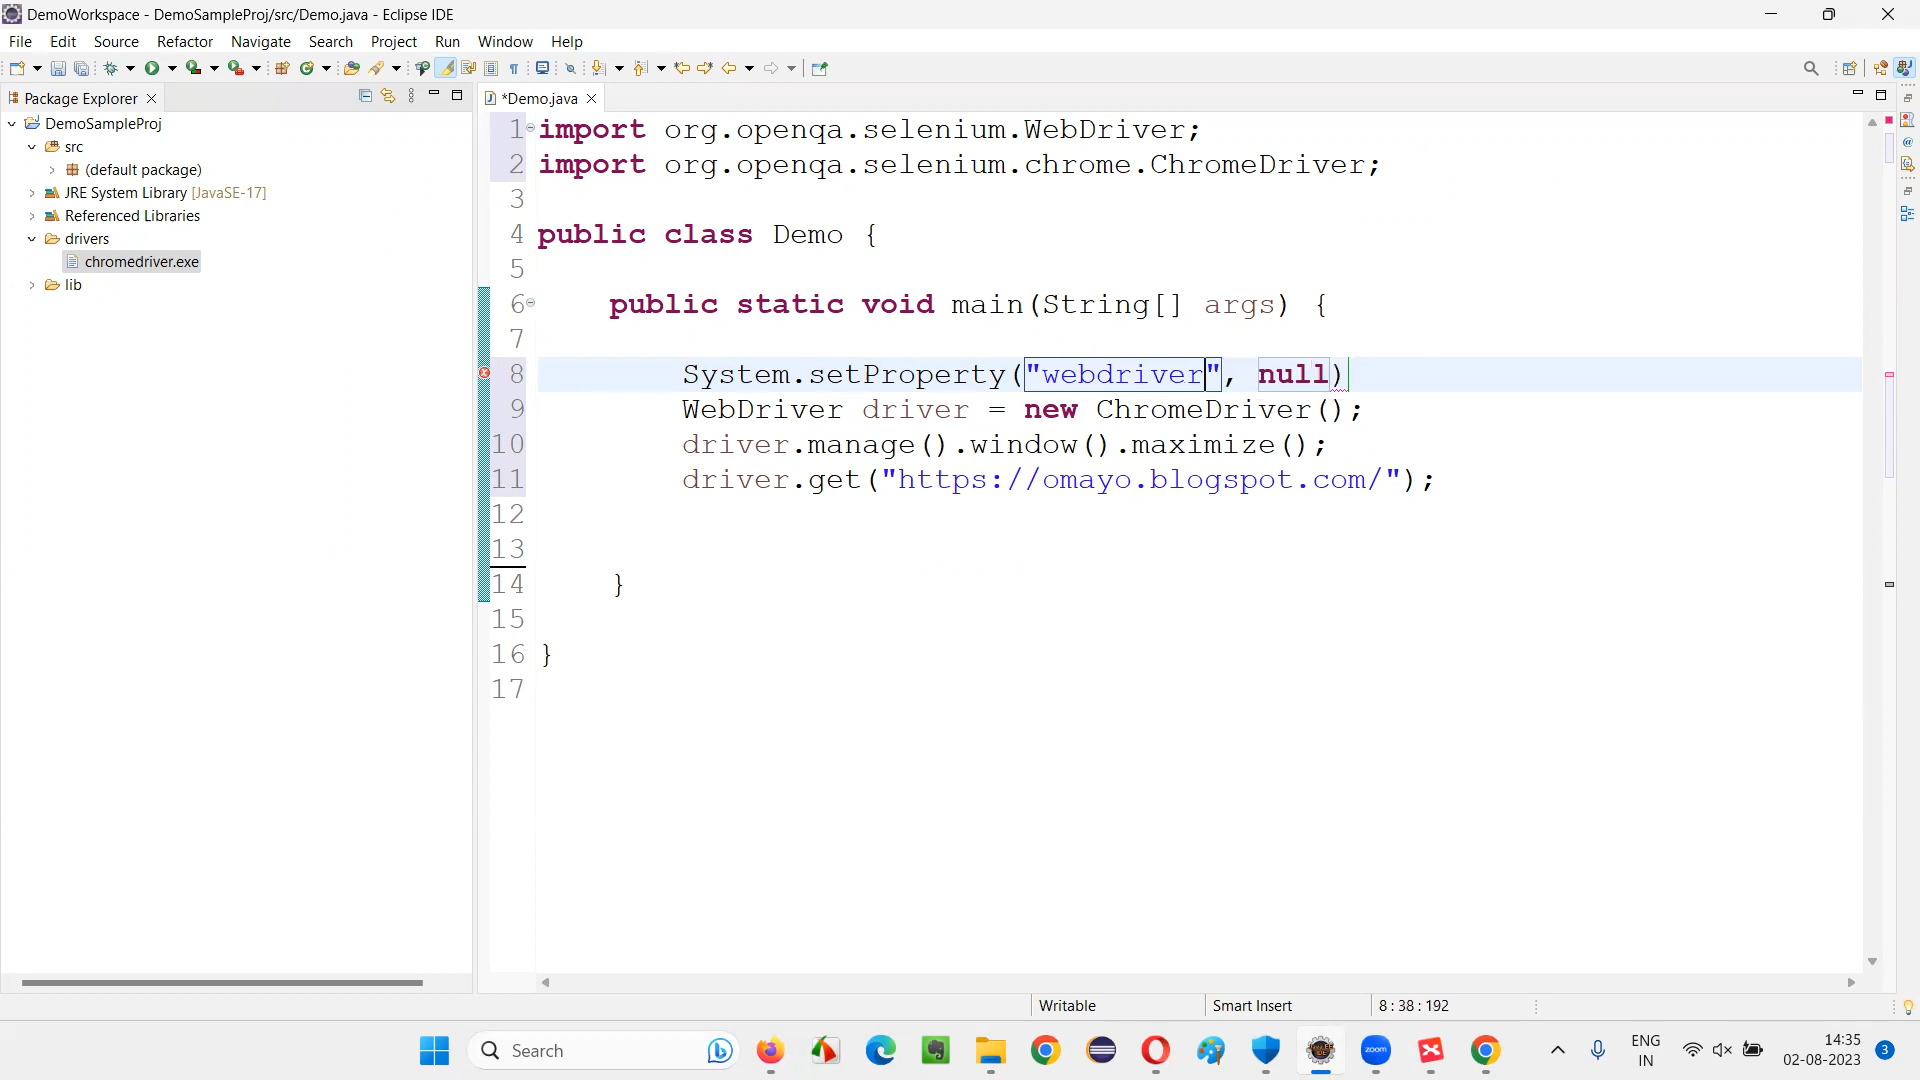 DemoWorkspace - DemoSampleProj/src/Demo.java - Eclipse IDE
File Edit Source Refactor Navigate Search Project Run Window Help
Package Explorer
*Demo.java
DemoSampleProj
src
(default package)
JRE System Library [JavaSE-17]
Referenced Libraries
drivers
chromedriver.exe
lib
1 import org.openqa.selenium.WebDriver;
2 import org.openqa.selenium.chrome.ChromeDriver;
3
4 public class Demo {
5
6 public static void main(String[] args) {
7
8 System.setProperty("webdriver", null)
9 WebDriver driver = new ChromeDriver();
10 driver.manage().window().maximize();
11 driver.get("https://omayo.blogspot.com/");
12
13
14 }
15
16 }
17
Writable Smart Insert 8 : 38 : 192
Search
zoom
ENG
IN
14:35
02-08-2023
3